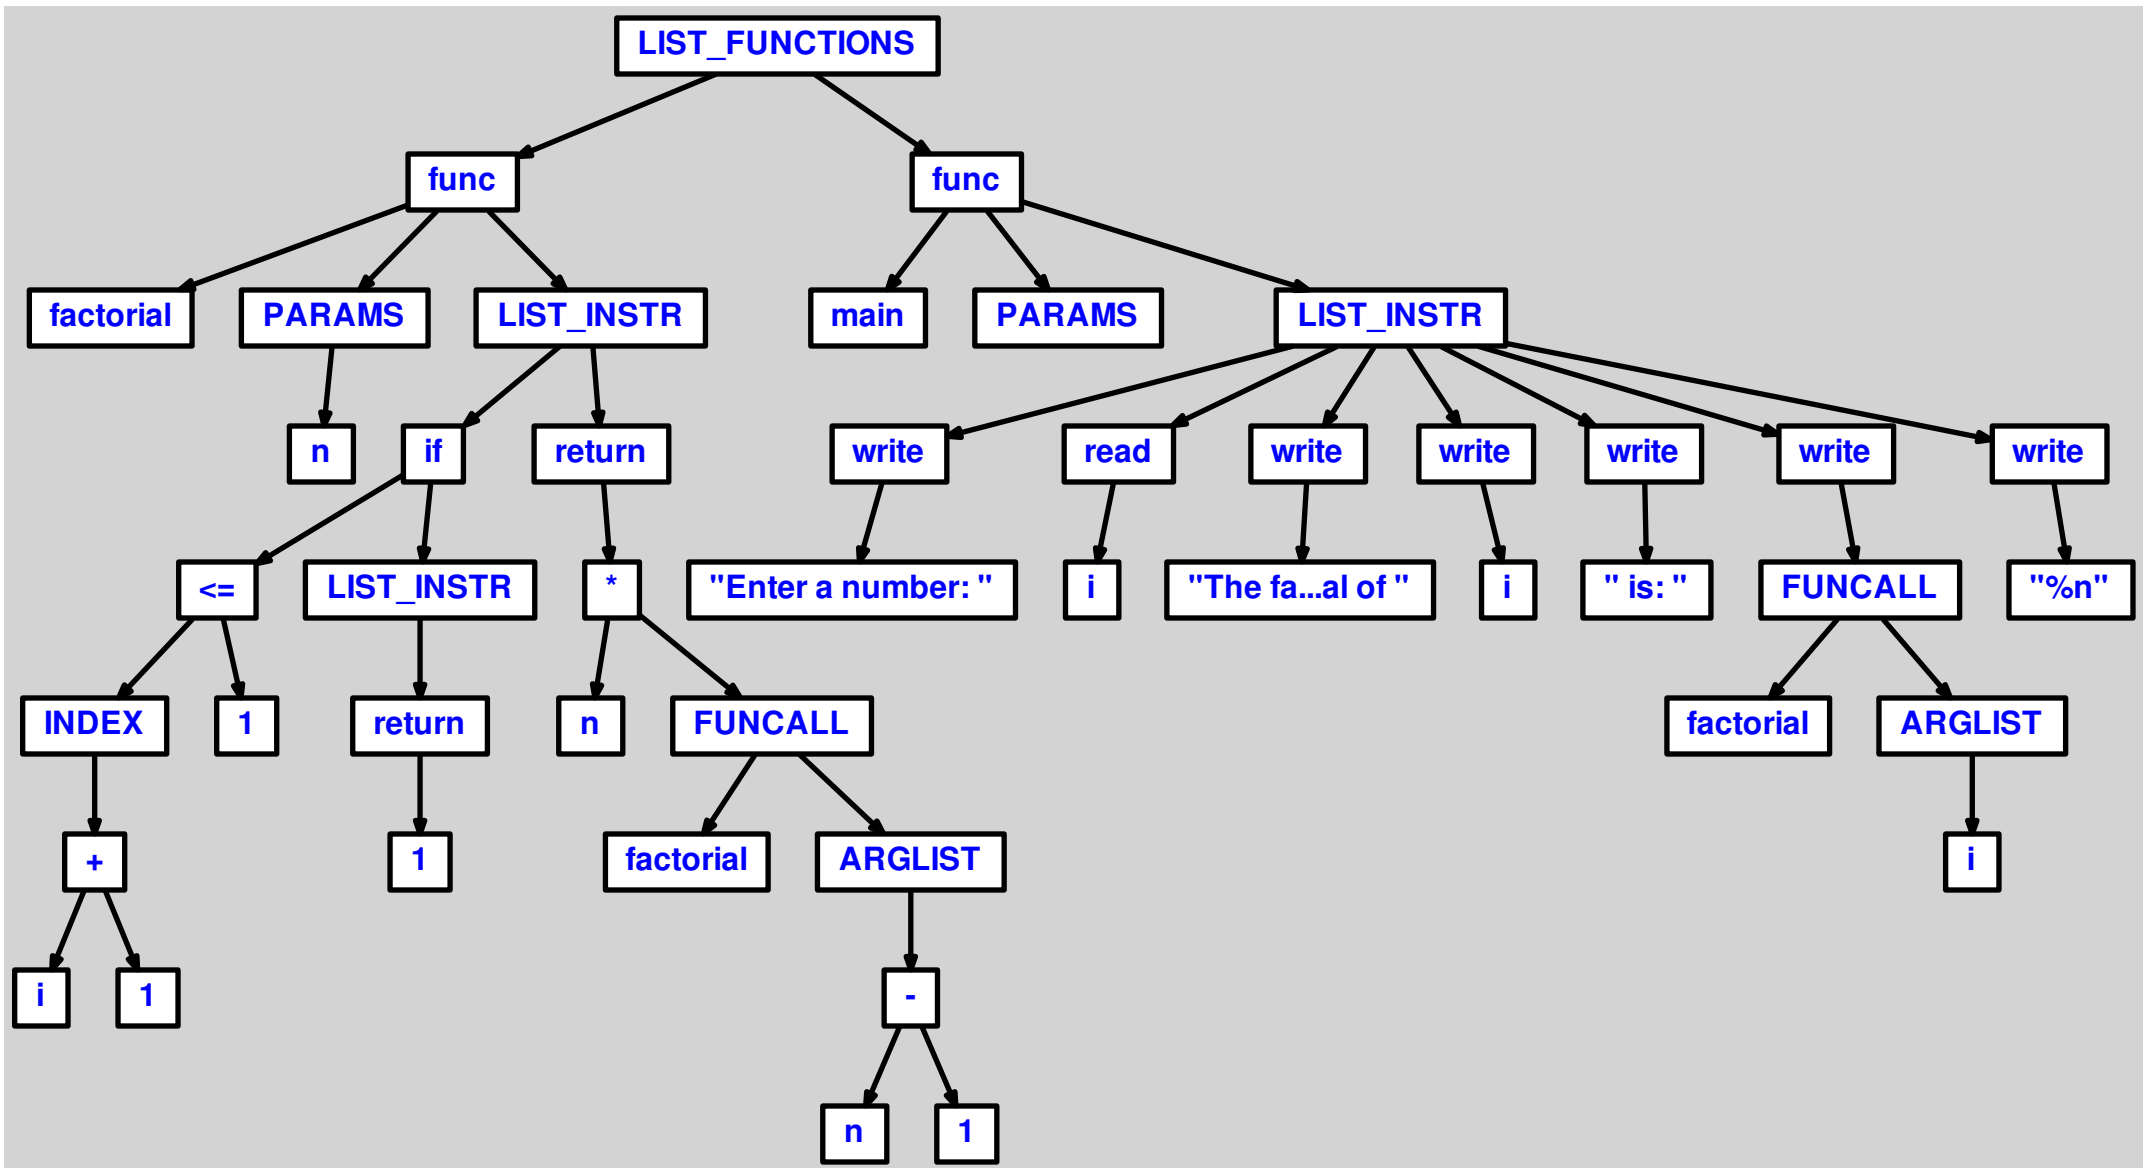 LIST_FUNCTIONS
func func
factorial PARAMS LIST_INSTR main PARAMS LIST_INSTR
n if return write read write write write write write
<= LIST_INSTR * "Enter a number: " i "The fa...al of " i " is: " FUNCALL "%n"
INDEX 1 return n FUNCALL factorial ARGLIST
+ 1 factorial ARGLIST i
i 1 -
n 1